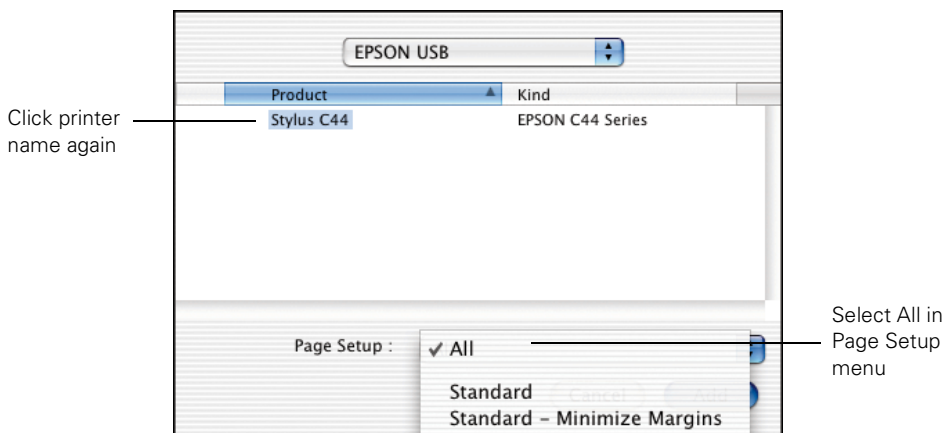 EPSON USB
Product Kind
Click printer
name again
Stylus C44 EPSON C44 Series
Select All in
Page Setup
menu
Page Setup :
✓ All
Standard
Cancel Add
Standard – Minimize Margins